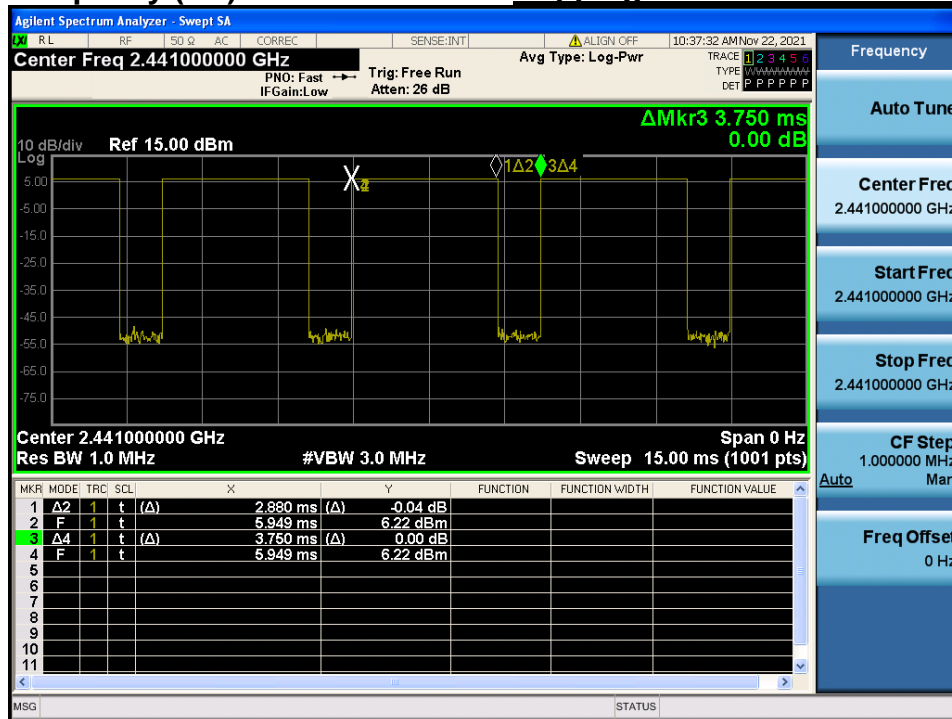 Agilent Spectrum Analyzer - Swept SA
LXI RL RF 50 Ω AC CORREC SENSE:INT ALIGN OFF 10:37:32 AM Nov 22, 2021
Center Freq 2.441000000 GHz
PNO: Fast
IFGain:Low
Trig: Free Run
Atten: 26 dB
Avg Type: Log-Pwr
TRACE 1 2 3 4 5 6
TYPE WWWWWW
DET P P P P P P
ΔMkr3 3.750 ms
0.00 dB
10 dB/div Ref 15.00 dBm
Log
1Δ2 3Δ4
5.00
-5.00
-15.0
-25.0
-35.0
-45.0
-55.0
-65.0
-75.0
Center 2.441000000 GHz Span 0 Hz
Res BW 1.0 MHz #VBW 3.0 MHz Sweep 15.00 ms (1001 pts)
MKR MODE TRC SCL X Y FUNCTION FUNCTION WIDTH FUNCTION VALUE
1 Δ2 1 t (Δ) 2.880 ms (Δ) -0.04 dB
2 F 1 t 5.949 ms 6.22 dBm
3 Δ4 1 t (Δ) 3.750 ms (Δ) 0.00 dB
4 F 1 t 5.949 ms 6.22 dBm
5
6
7
8
9
10
11
MSG STATUS
Frequency
Auto Tune
Center Freq
2.441000000 GHz
Start Freq
2.441000000 GHz
Stop Freq
2.441000000 GHz
CF Step
1.000000 MHz
Auto Man
Freq Offset
0 Hz